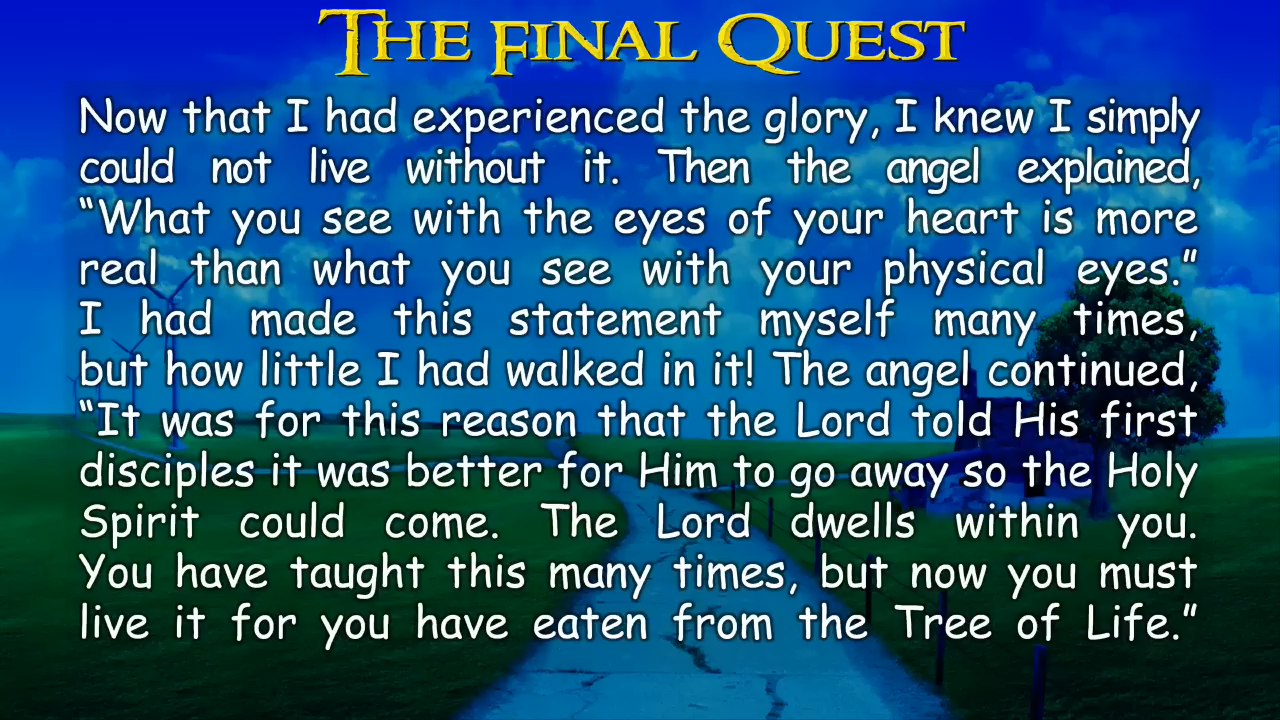 The Final Quest
Now that I had experienced the glory, I knew I simply
could not live without it. Then the angel explained,
“What you see with the eyes of your heart is more
real than what you see with your physical eyes.”
I had made this statement myself many times,
but how little I had walked in it! The angel continued,
“It was for this reason that the Lord told His first
disciples it was better for Him to go away so the Holy
Spirit could come. The Lord dwells within you.
You have taught this many times, but now you must
live it for you have eaten from the Tree of Life.”